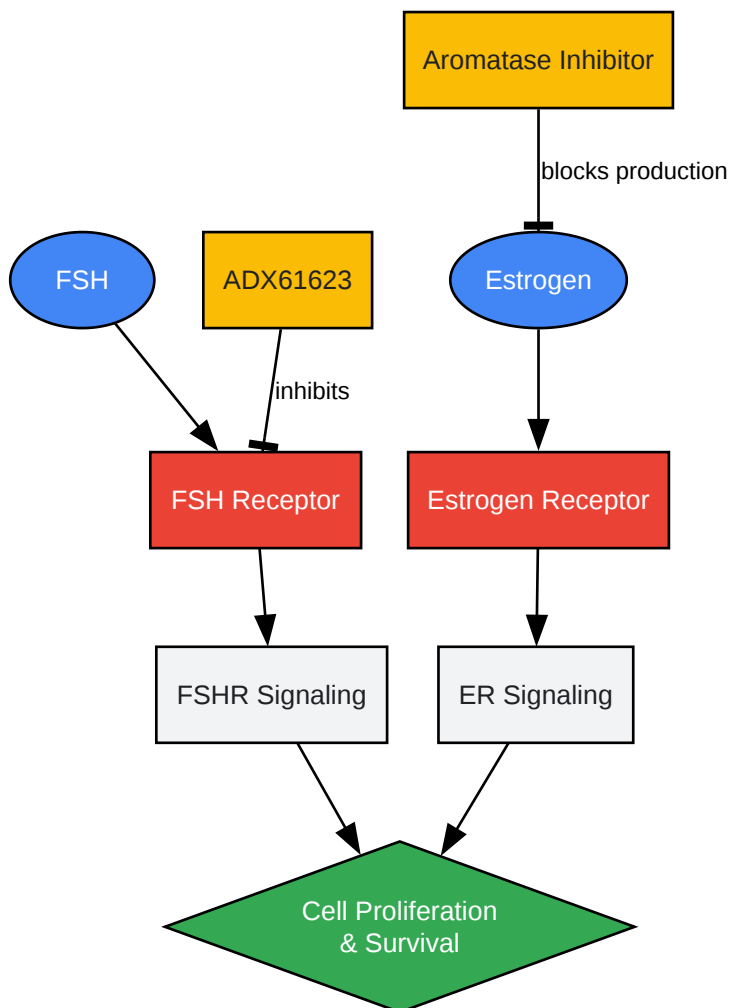 Aromatase Inhibitor
blocks production
FSH
ADX61623
Estrogen
inhibits
FSH Receptor
Estrogen Receptor
FSHR Signaling
ER Signaling
Cell Proliferation
& Survival